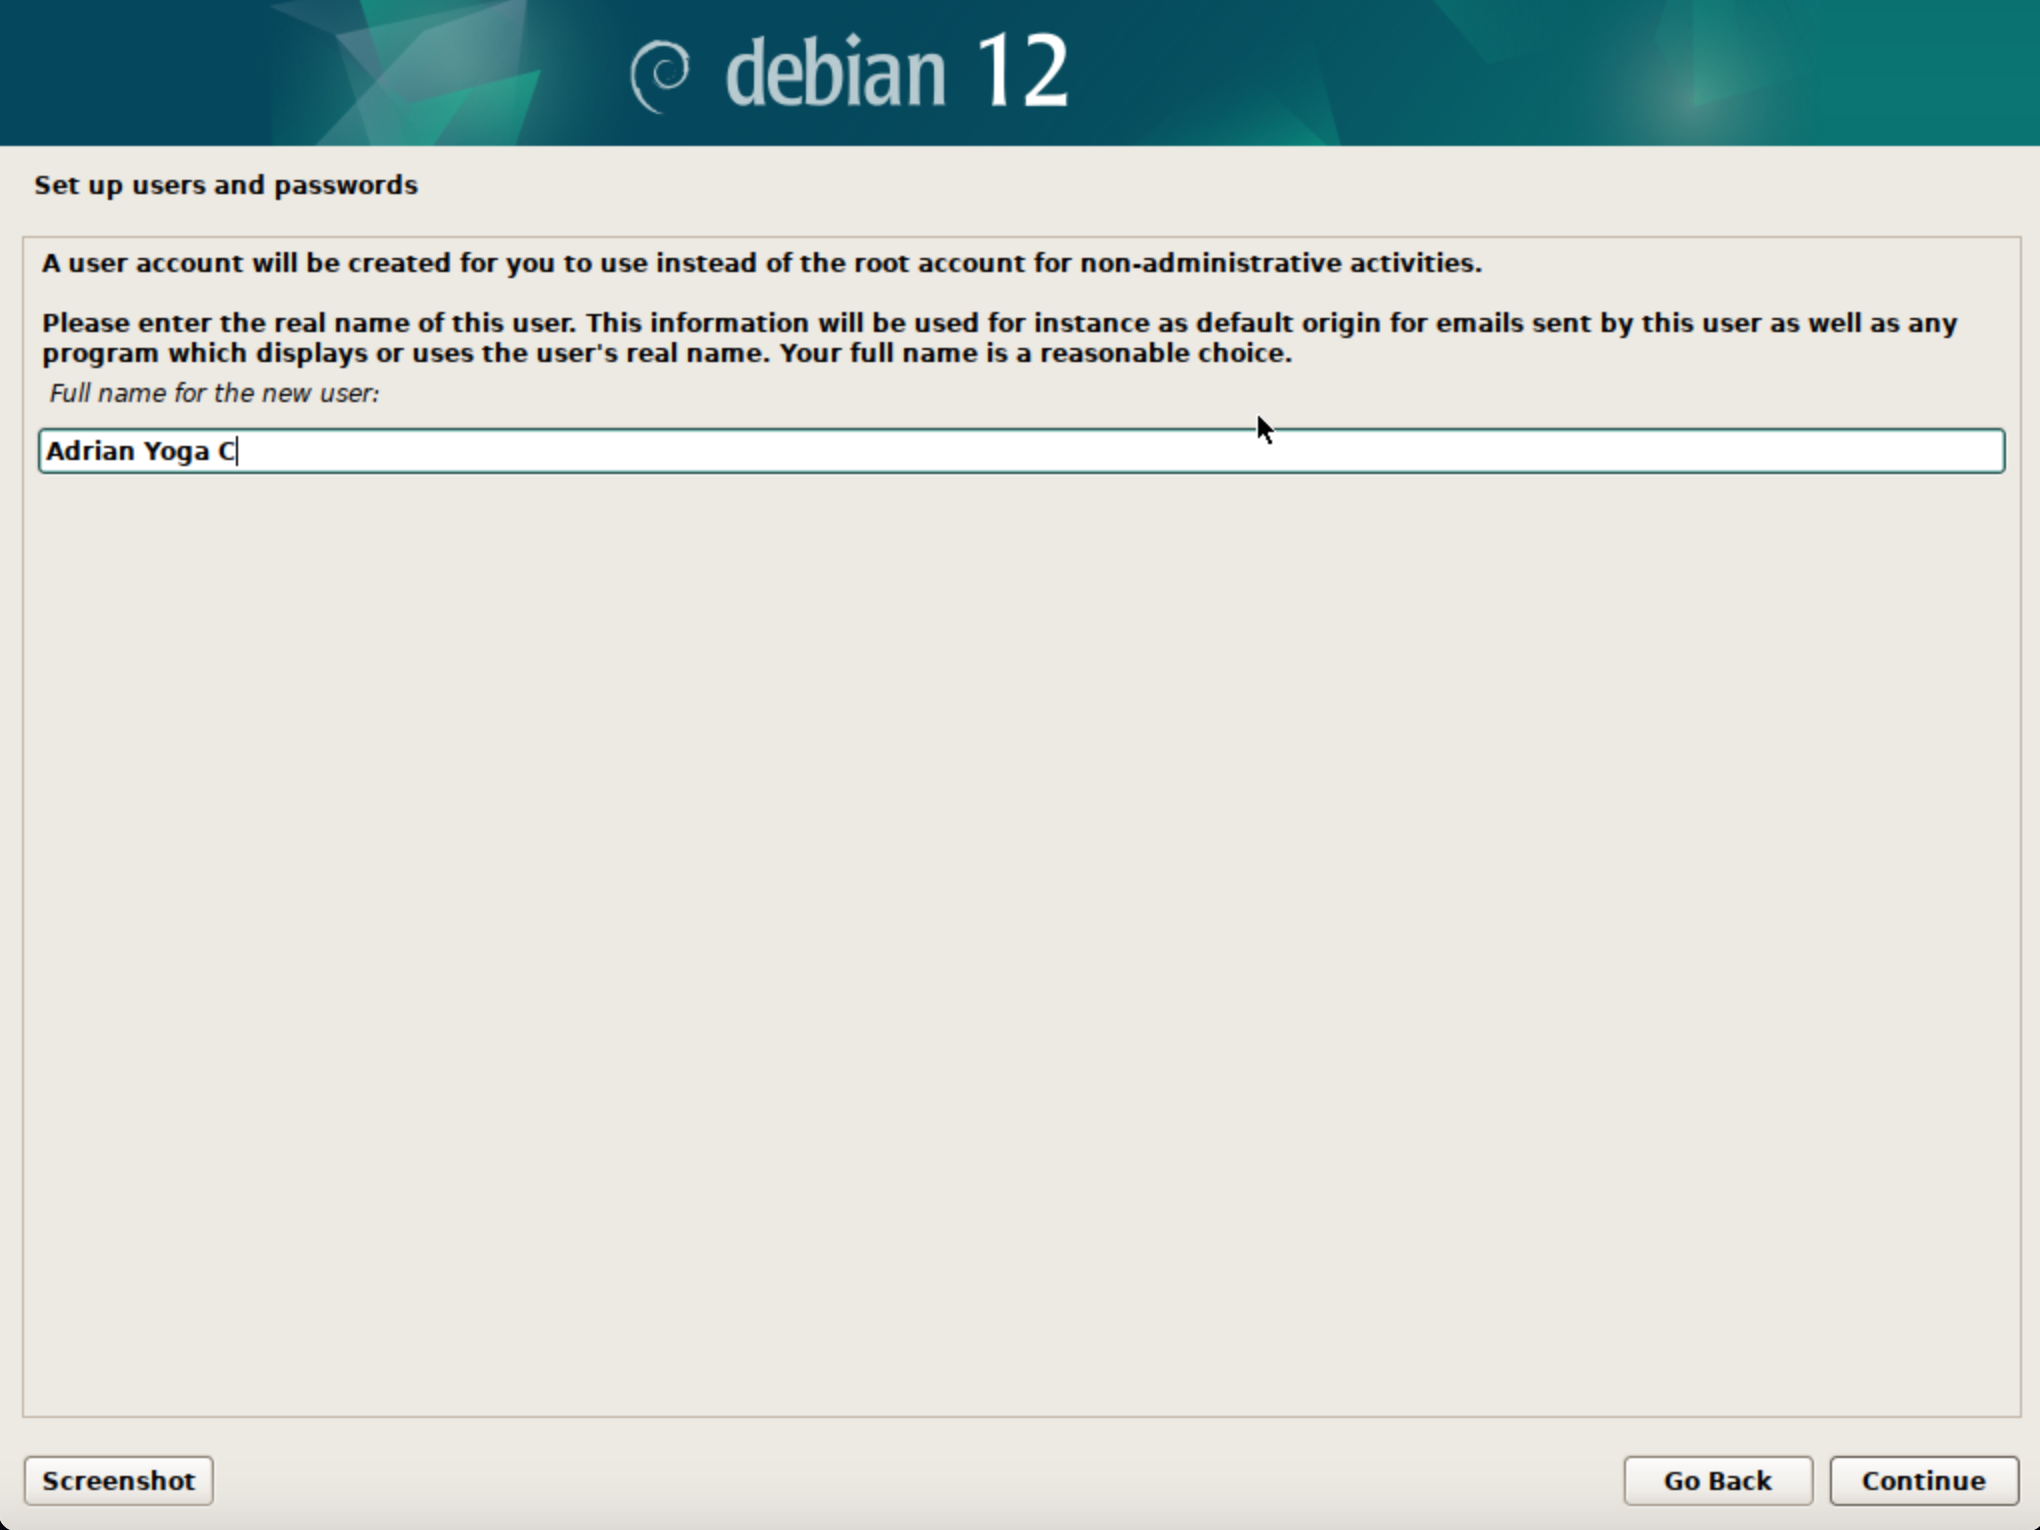 debian 12
Set up users and passwords
A user account will be created for you to use instead of the root account for non-administrative activities.
Please enter the real name of this user. This information will be used for instance as default origin for emails sent by this user as well as any
program which displays or uses the user's real name. Your full name is a reasonable choice.
Full name for the new user:
Adrian Yoga C
Screenshot
Go Back
Continue